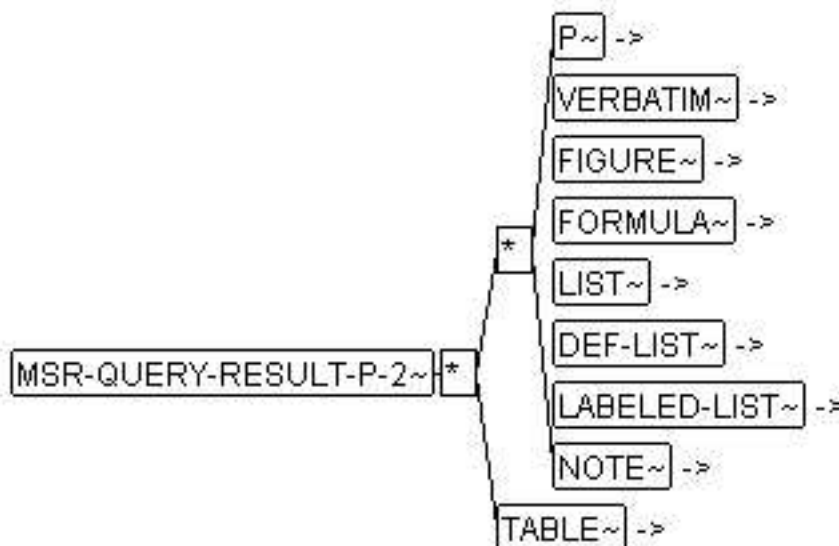 P~ ->
VERBATIM~ ->
FIGURE~ ->
FORMULA~ ->
*
LIST~ ->
DEF-LIST~ ->
MSR-QUERY-RESULT-P-2~ *
LABELED-LIST~ ->
NOTE~ ->
TABLE~ ->